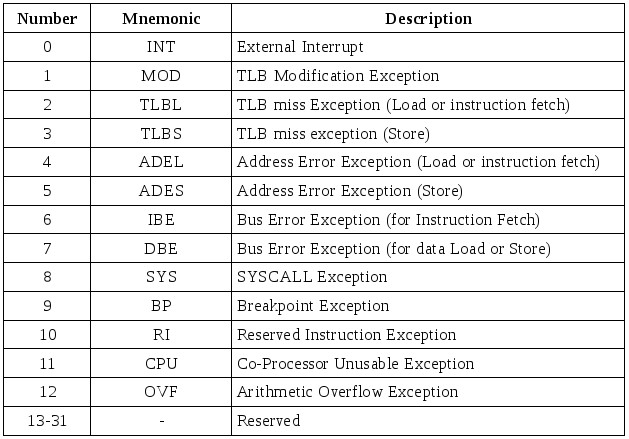 Number Mnemonic Description
0 INT External Interrupt
1 MOD TLB Modification Exception
2 TLBL TLB miss Exception (Load or instruction fetch)
3 TLBS TLB miss exception (Store)
4 ADEL Address Error Exception (Load or instruction fetch)
5 ADES Address Error Exception (Store)
6 IBE Bus Error Exception (for Instruction Fetch)
7 DBE Bus Error Exception (for data Load or Store)
8 SYS SYSCALL Exception
9 BP Breakpoint Exception
10 RI Reserved Instruction Exception
11 CPU Co-Processor Unusable Exception
12 OVF Arithmetic Overflow Exception
13-31 - Reserved